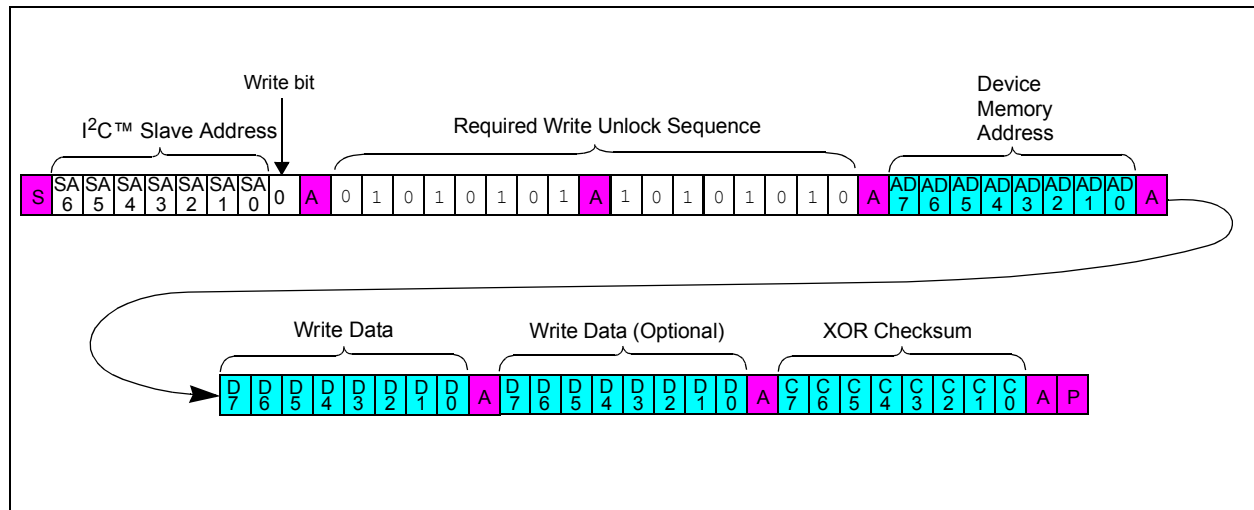 Write bit
Device
Memory
Address
I²C™ Slave Address
Required Write Unlock Sequence
S SA6 SA5 SA4 SA3 SA2 SA1 SA0 0 A 0 1 0 1 0 1 0 1 A 1 0 1 0 1 0 1 0 A AD7 AD6 AD5 AD4 AD3 AD2 AD1 AD0 A
Write Data
Write Data (Optional)
XOR Checksum
D7 D6 D5 D4 D3 D2 D1 D0 A D7 D6 D5 D4 D3 D2 D1 D0 A C7 C6 C5 C4 C3 C2 C1 C0 A P